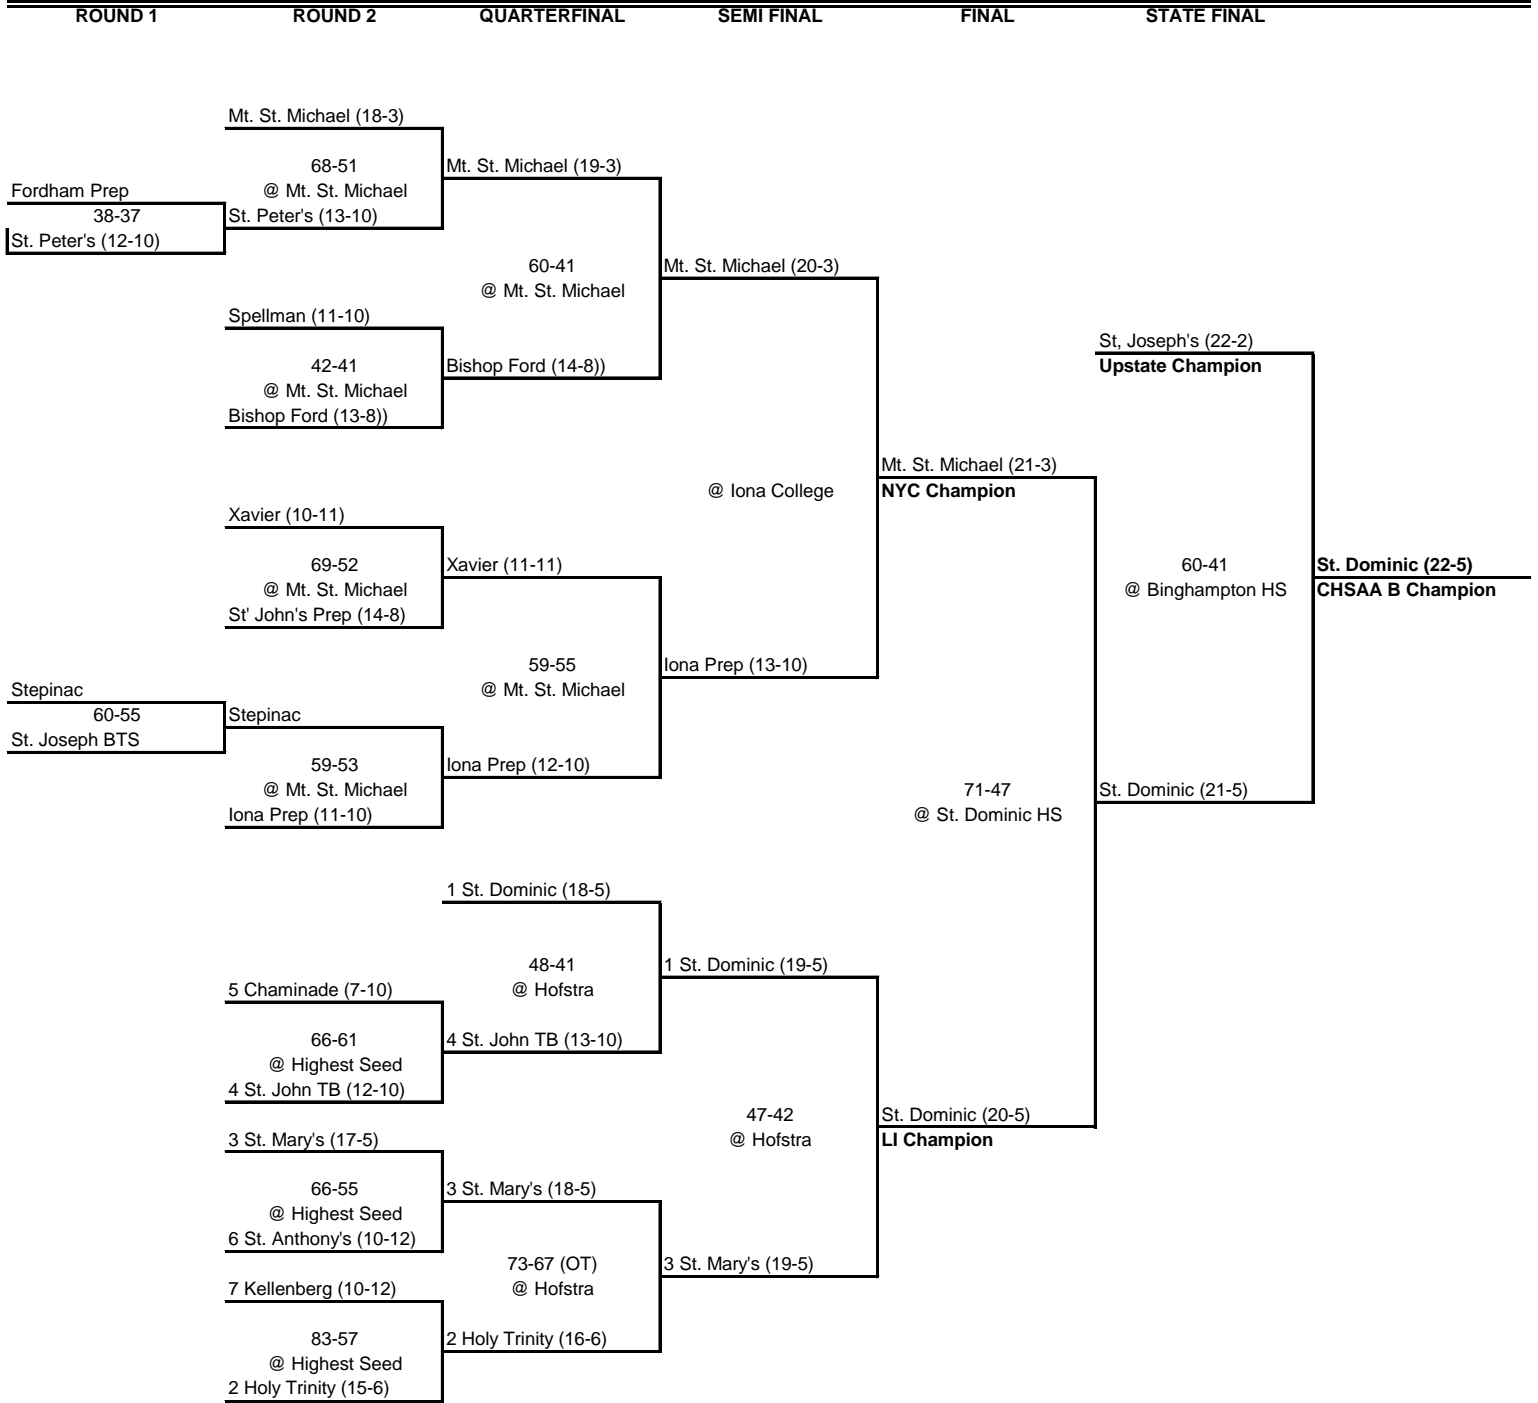 ROUND 1 ROUND 2 QUARTERFINAL SEMI FINAL FINAL STATE FINAL
Mt. St. Michael (18-3)
68-51 Mt. St. Michael (19-3)
Fordham Prep @ Mt. St. Michael
38-37 St. Peter's (13-10)
St. Peter's (12-10)
60-41 Mt. St. Michael (20-3)
@ Mt. St. Michael
Spellman (11-10)
St, Joseph's (22-2)
42-41 Bishop Ford (14-8)) Upstate Champion
@ Mt. St. Michael
Bishop Ford (13-8))
Mt. St. Michael (21-3)
@ Iona College NYC Champion
Xavier (10-11)
69-52 Xavier (11-11) 60-41 St. Dominic (22-5)
@ Mt. St. Michael @ Binghampton HS CHSAA B Champion
St' John's Prep (14-8)
59-55 Iona Prep (13-10)
Stepinac @ Mt. St. Michael
60-55 Stepinac
St. Joseph BTS
59-53 Iona Prep (12-10)
@ Mt. St. Michael 71-47 St. Dominic (21-5)
Iona Prep (11-10) @ St. Dominic HS
1 St. Dominic (18-5)
48-41 1 St. Dominic (19-5)
5 Chaminade (7-10) @ Hofstra
66-61 4 St. John TB (13-10)
@ Highest Seed
4 St. John TB (12-10)
47-42 St. Dominic (20-5)
3 St. Mary's (17-5) @ Hofstra LI Champion
66-55 3 St. Mary's (18-5)
@ Highest Seed
6 St. Anthony's (10-12)
73-67 (OT) 3 St. Mary's (19-5)
7 Kellenberg (10-12) @ Hofstra
83-57 2 Holy Trinity (16-6)
@ Highest Seed
2 Holy Trinity (15-6)